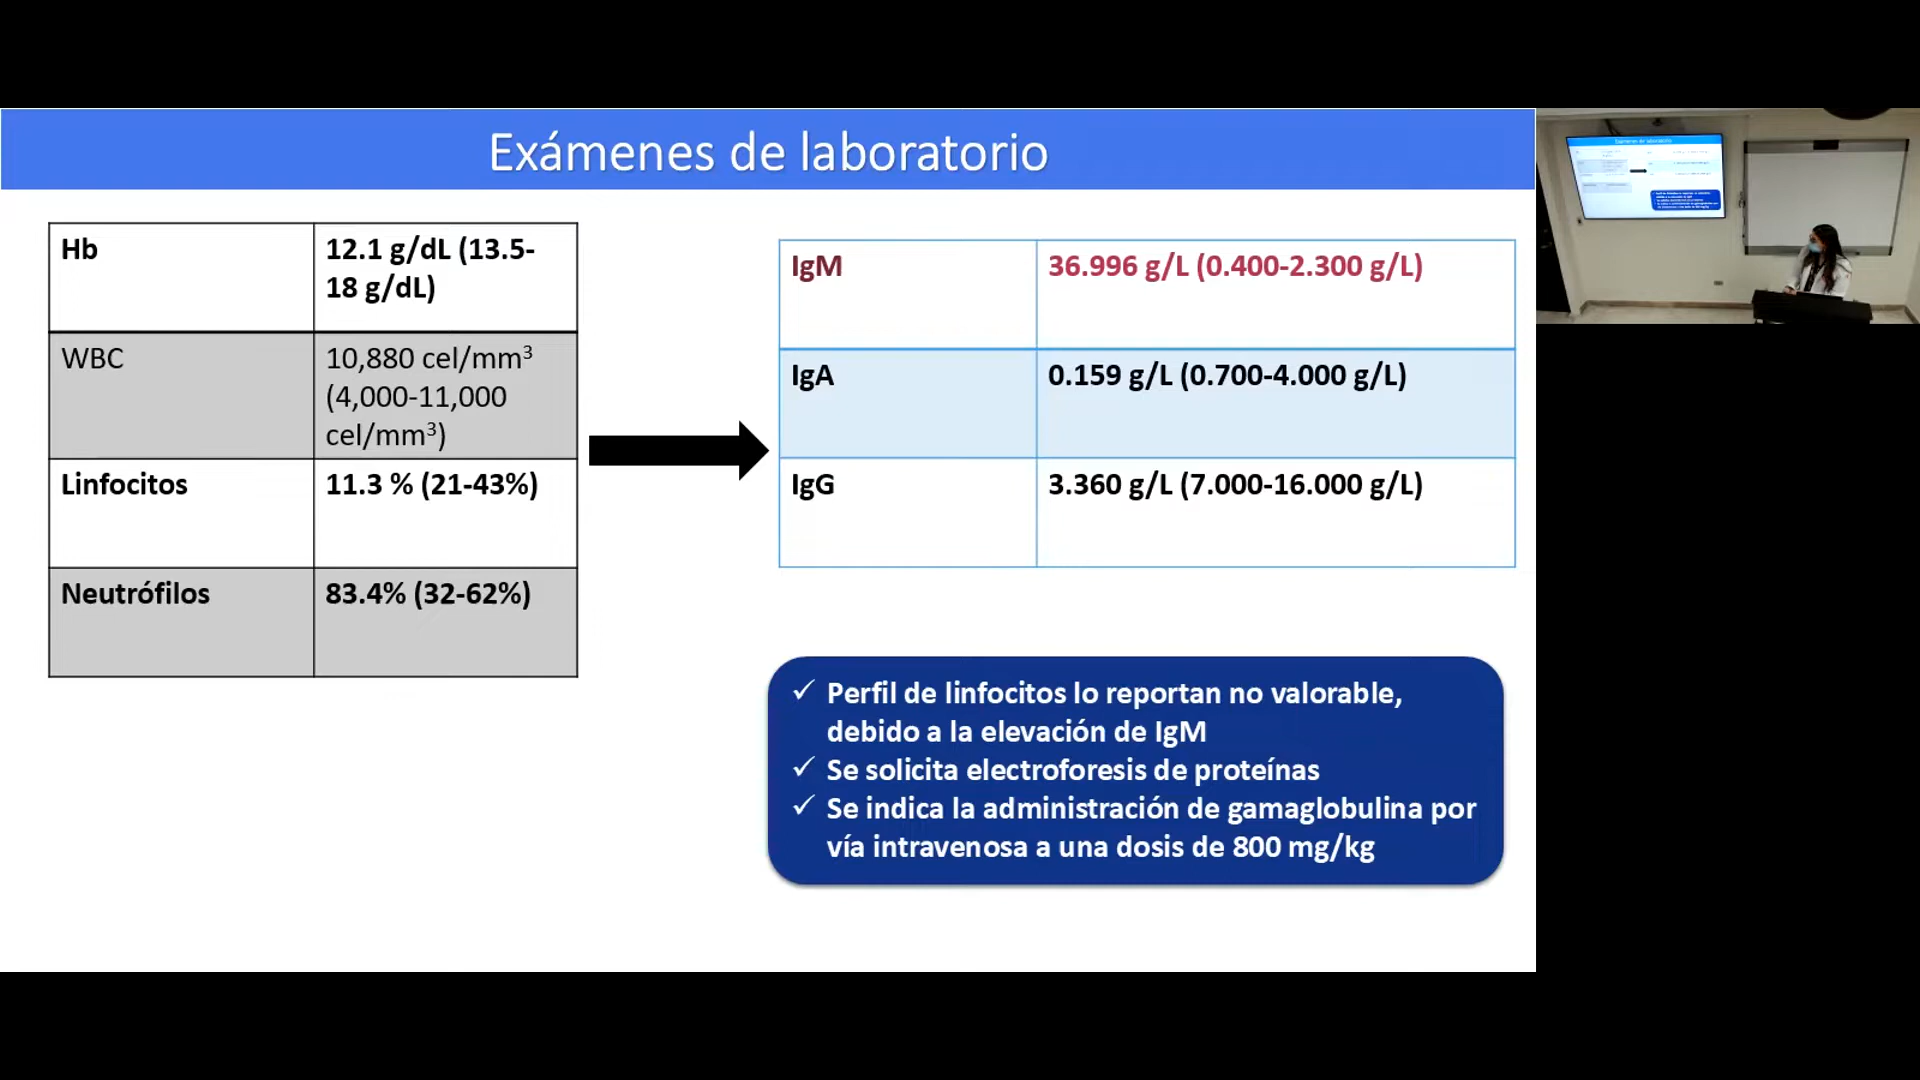 Exámenes de laboratorio
Hb
12.1 g/dL (13.5-
18 g/dL)
WBC
10,880 cel/mm³
(4,000-11,000
cel/mm³)
Linfocitos
11.3 % (21-43%)
Neutrófilos
83.4% (32-62%)
IgM
36.996 g/L (0.400-2.300 g/L)
IgA
0.159 g/L (0.700-4.000 g/L)
IgG
3.360 g/L (7.000-16.000 g/L)
✓ Perfil de linfocitos lo reportan no valorable,
debido a la elevación de IgM
✓ Se solicita electroforesis de proteínas
✓ Se indica la administración de gamaglobulina por
vía intravenosa a una dosis de 800 mg/kg
Exámenes de laboratorio